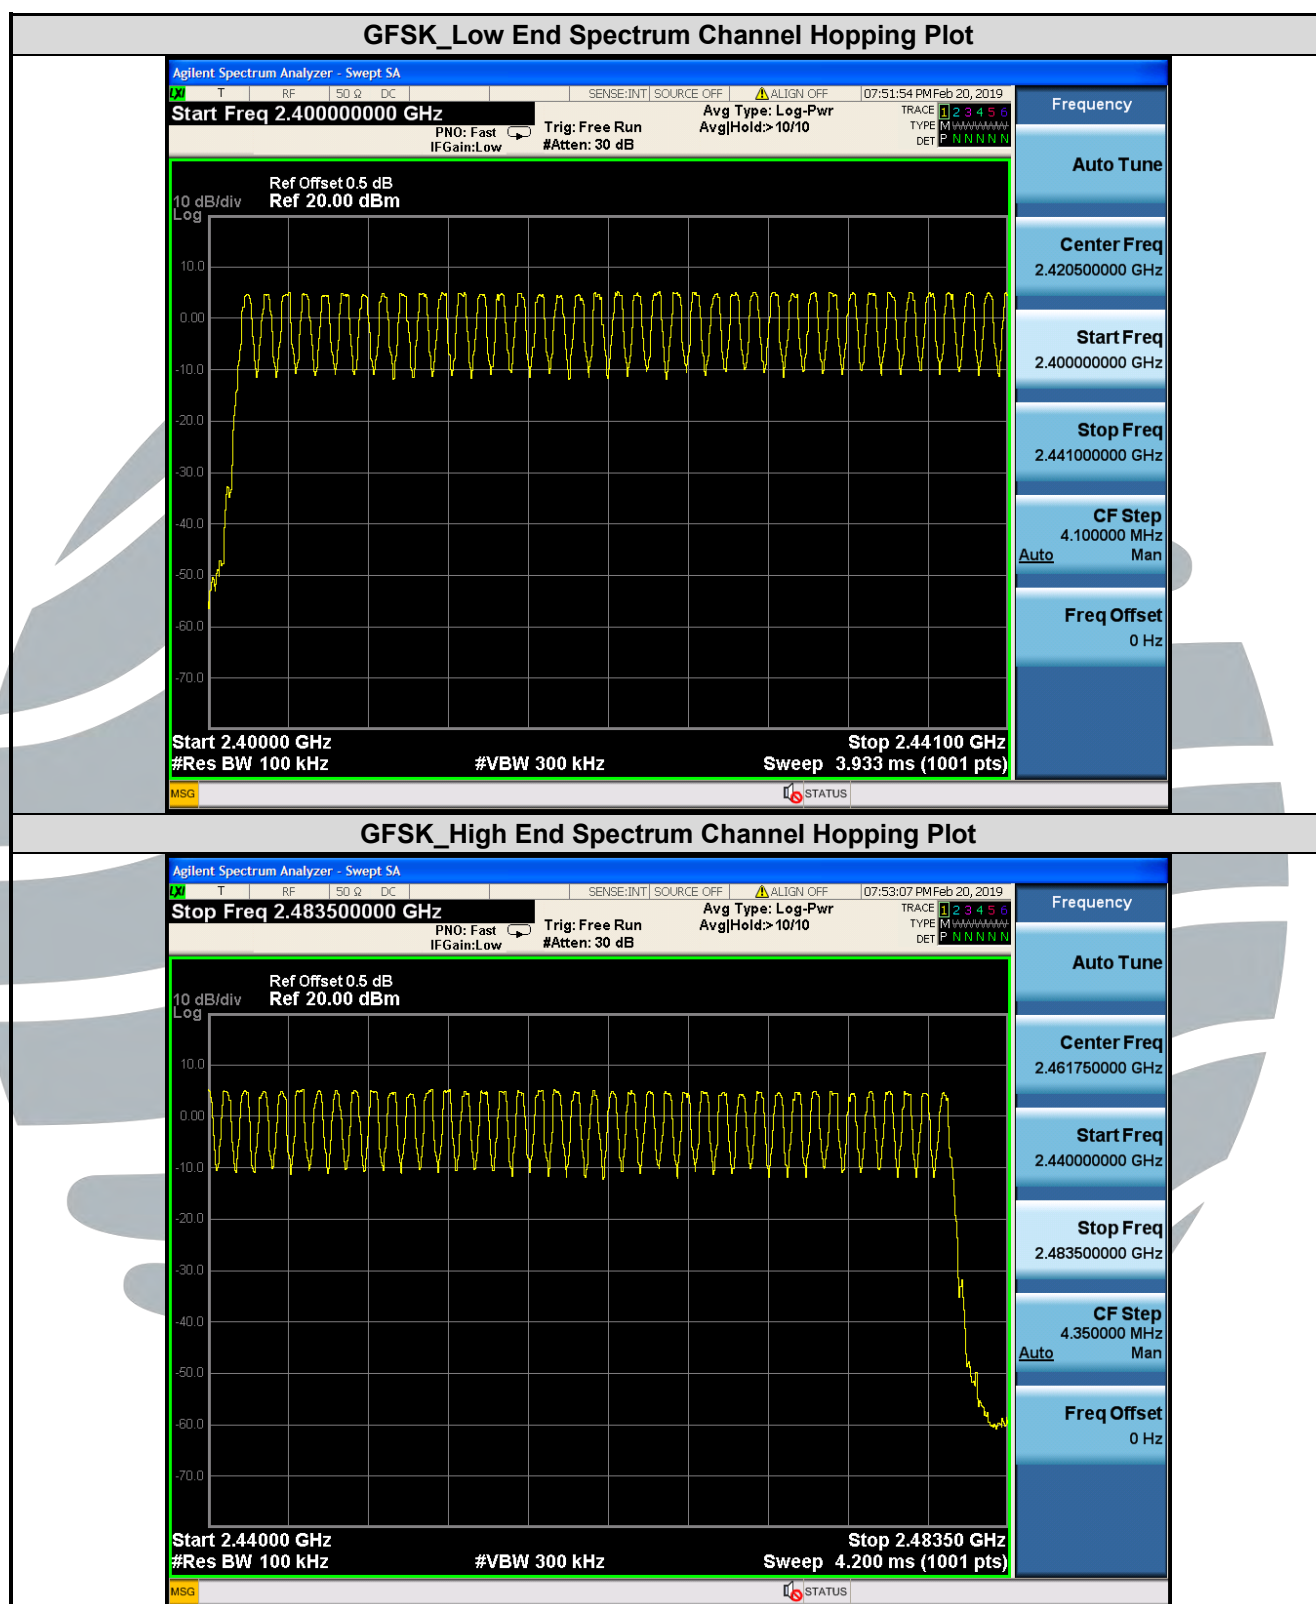 GFSK_Low End Spectrum Channel Hopping Plot
Agilent Spectrum Analyzer - Swept SA
LXI T RF 50 Ω DC SENSE:INT SOURCE OFF ALIGN OFF 07:51:54 PM Feb 20, 2019
Start Freq 2.400000000 GHz
PNO: Fast
IFGain:Low
Trig: Free Run
#Atten: 30 dB
Avg Type: Log-Pwr
Avg|Hold:>10/10
TRACE 1 2 3 4 5 6
TYPE M
DET P N N N N N
Ref Offset 0.5 dB
10 dB/div Ref 20.00 dBm
Log
10.0
0.00
-10.0
-20.0
-30.0
-40.0
-50.0
-60.0
-70.0
Start 2.40000 GHz Stop 2.44100 GHz
#Res BW 100 kHz #VBW 300 kHz Sweep 3.933 ms (1001 pts)
MSG STATUS
Frequency
Auto Tune
Center Freq
2.420500000 GHz
Start Freq
2.400000000 GHz
Stop Freq
2.441000000 GHz
CF Step
4.100000 MHz
Auto Man
Freq Offset
0 Hz
GFSK_High End Spectrum Channel Hopping Plot
Agilent Spectrum Analyzer - Swept SA
LXI T RF 50 Ω DC SENSE:INT SOURCE OFF ALIGN OFF 07:53:07 PM Feb 20, 2019
Stop Freq 2.483500000 GHz
PNO: Fast
IFGain:Low
Trig: Free Run
#Atten: 30 dB
Avg Type: Log-Pwr
Avg|Hold:>10/10
TRACE 1 2 3 4 5 6
TYPE M
DET P N N N N N
Ref Offset 0.5 dB
10 dB/div Ref 20.00 dBm
Log
10.0
0.00
-10.0
-20.0
-30.0
-40.0
-50.0
-60.0
-70.0
Start 2.44000 GHz Stop 2.48350 GHz
#Res BW 100 kHz #VBW 300 kHz Sweep 4.200 ms (1001 pts)
MSG STATUS
Frequency
Auto Tune
Center Freq
2.461750000 GHz
Start Freq
2.440000000 GHz
Stop Freq
2.483500000 GHz
CF Step
4.350000 MHz
Auto Man
Freq Offset
0 Hz